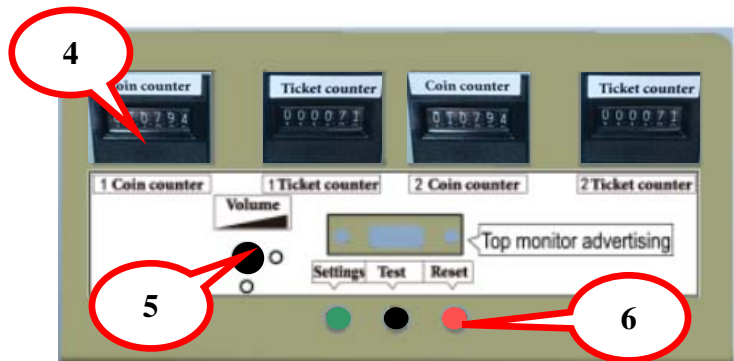 4
Coin counter Ticket counter Coin counter Ticket counter
010794 000071 010794 000071
1 Coin counter 1 Ticket counter 2 Coin counter 2 Ticket counter
Volume
Top monitor advertising
Settings Test Reset
5
6